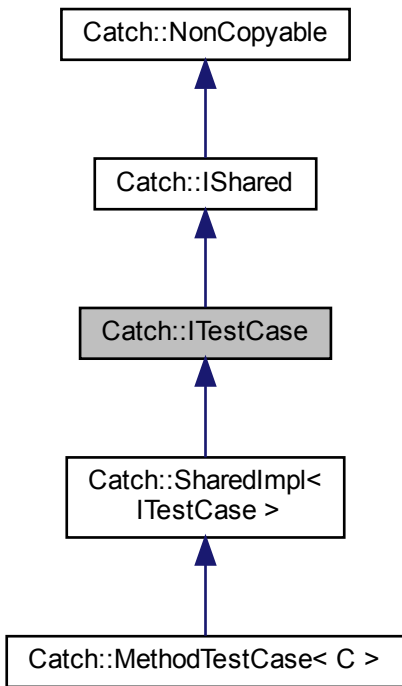 Catch::NonCopyable
Catch::IShared
Catch::ITestCase
Catch::SharedImpl<
ITestCase >
Catch::MethodTestCase< C >